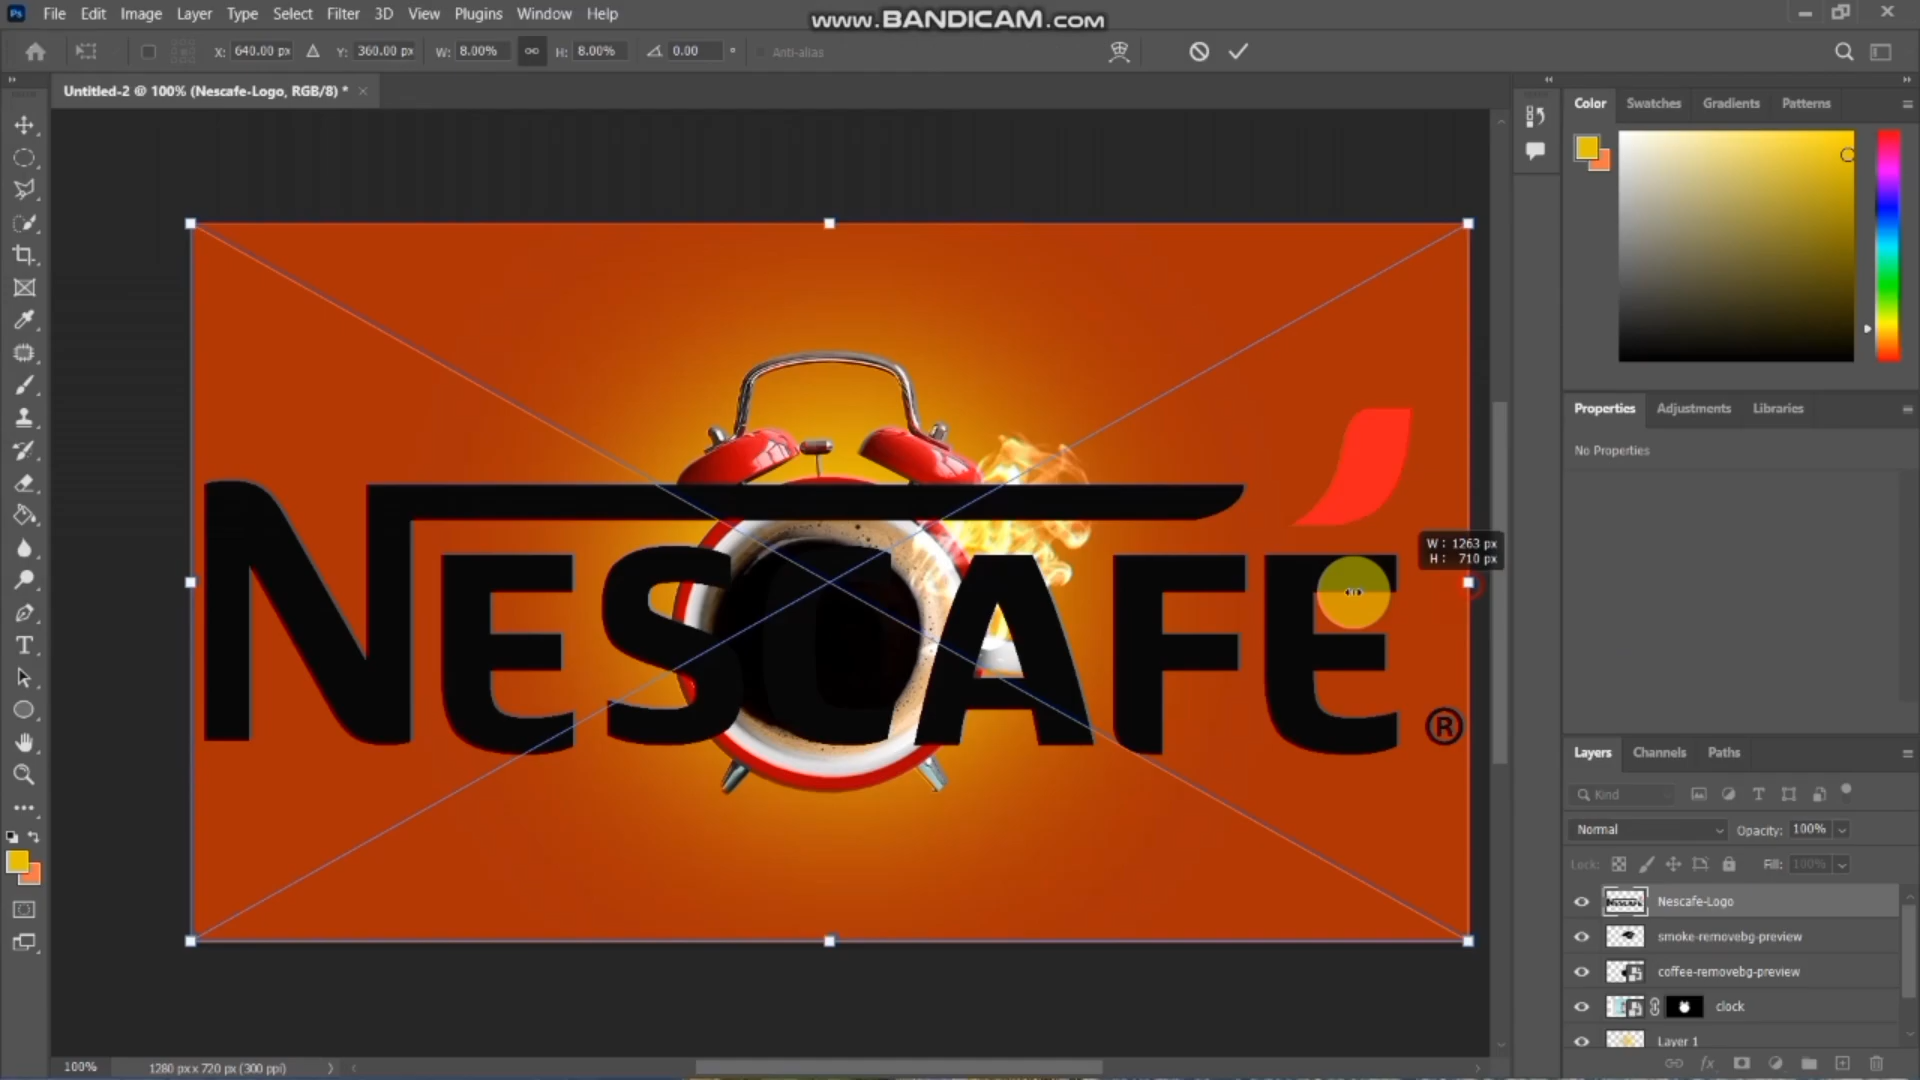 Ps File Edit Image Layer Type Select Filter 3D View Plugins Window Help
www.BANDICAM.com
X: 640.00 px Y: 360.00 px W: 8.00% H: 8.00% 0.00 ° Anti-alias
Untitled-2 @ 100% (Nescafe-Logo, RGB/8) *
Color Swatches Gradients Patterns
Properties Adjustments Libraries
No Properties
W: 1263 px
H: 710 px
NESCAFÉ ®
Layers Channels Paths
Kind
Normal Opacity: 100%
Lock: Fill: 100%
Nescafe-Logo
smoke-removebg-preview
coffee-removebg-preview
clock
Layer 1
100% 1280 px x 720 px (300 ppi)